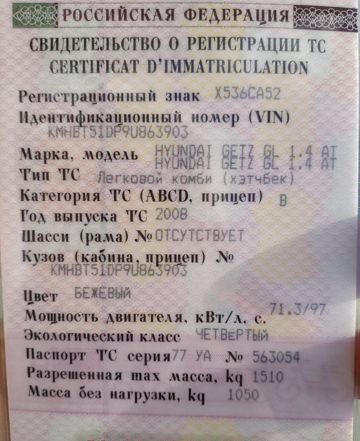 РОССИЙСКАЯ ФЕДЕРАЦИЯ
СВИДЕТЕЛЬСТВО О РЕГИСТРАЦИИ ТС
CERTIFICAT D'IMMATRICULATION
Регистрационный знак Х536СА52
Идентификационный номер (VIN)
KMHBT51DP9U863903
Марка, модель HYUNDAI GETZ GL 1.4 AT
HYUNDAI GETZ GL 1.4 AT
Тип ТС Легковой комби (хэтчбек)
Категория ТС (ABCD, прицеп) B
Год выпуска ТС 2008
Шасси (рама) № ОТСУТСТВУЕТ
Кузов (кабина, прицеп) №
KMHBT51DP9U863903
Цвет БЕЖЕВЫЙ
Мощность двигателя, кВт/л. с. 71.3/97
Экологический класс ЧЕТВЕРТЫЙ
Паспорт ТС серия 77 УА № 563054
Разрешенная max масса, kg 1510
Масса без нагрузки, kg 1050